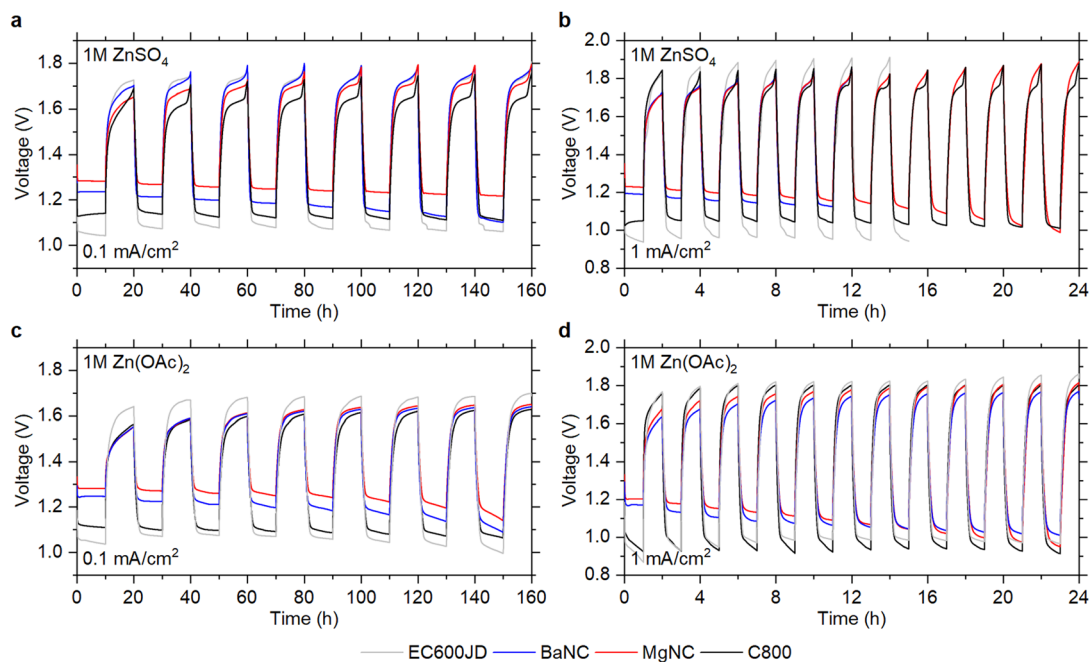 a
1M ZnSO4
Voltage (V)
1.8
1.6
1.4
1.2
1.0
0.1 mA/cm²
0 20 40 60 80 100 120 140 160
Time (h)
b
1M ZnSO4
Voltage (V)
2.0
1.8
1.6
1.4
1.2
1.0
0.8
1 mA/cm²
0 4 8 12 16 20 24
Time (h)
c
1M Zn(OAc)2
Voltage (V)
1.8
1.6
1.4
1.2
1.0
0.1 mA/cm²
0 20 40 60 80 100 120 140 160
Time (h)
d
1M Zn(OAc)2
Voltage (V)
2.0
1.8
1.6
1.4
1.2
1.0
0.8
1 mA/cm²
0 4 8 12 16 20 24
Time (h)
EC600JD BaNC MgNC C800